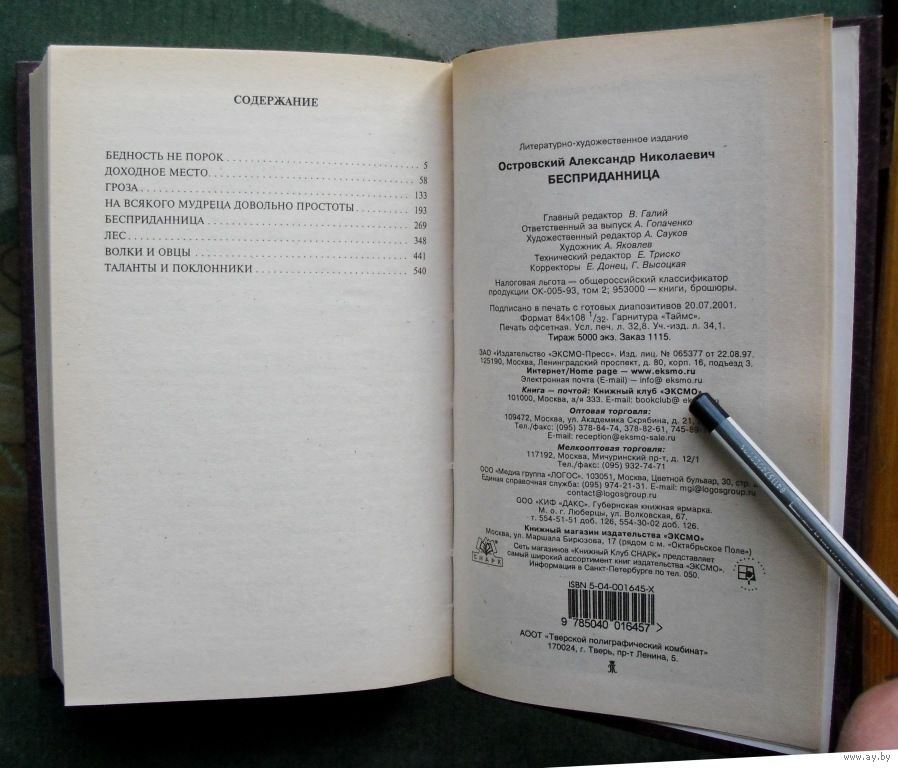 СОДЕРЖАНИЕ
БЕДНОСТЬ НЕ ПОРОК 5
ДОХОДНОЕ МЕСТО 58
ГРОЗА 133
НА ВСЯКОГО МУДРЕЦА ДОВОЛЬНО ПРОСТОТЫ 193
БЕСПРИДАННИЦА 269
ЛЕС 348
ВОЛКИ И ОВЦЫ 441
ТАЛАНТЫ И ПОКЛОННИКИ 540
Литературно-художественное издание
Островский Александр Николаевич
БЕСПРИДАННИЦА
Главный редактор В. Галий
Ответственный за выпуск А. Гопаченко
Художественный редактор А. Сауков
Художник А. Яковлев
Технический редактор Е. Триско
Корректоры Е. Донец, Г. Высоцкая
Налоговая льгота — общероссийский классификатор
продукции ОК-005-93, том 2; 953000 — книги, брошюры.
Подписано в печать с готовых диапозитивов 20.07.2001.
Формат 84х108 1/32. Гарнитура «Таймс».
Печать офсетная. Усл. печ. л. 32,8. Уч.-изд. л. 34,1.
Тираж 5000 экз. Заказ 1115.
ЗАО «Издательство «ЭКСМО-Пресс». Изд. лиц. № 065377 от 22.08.97.
125190, Москва, Ленинградский проспект, д. 80, корп. 16, подъезд 3.
Интернет/Home page — www.eksmo.ru
Электронная почта (E-mail) — info@ eksmo.ru
Книга — почтой: Книжный клуб «ЭКСМО»
101000, Москва, а/я 333. E-mail: bookclub@
Оптовая торговля:
109472, Москва, ул. Академика Скрябина, д. 21,
Тел./факс: (095) 378-84-74, 378-82-61,
E-mail: reception@eksmo-sale.ru
Мелкооптовая торговля:
117192, Москва, Мичуринский пр-т, д. 12/1
Тел./факс: (095) 932-74-71
ООО «Медиа группа «ЛОГОС». 103051, Москва, Цветной бульвар, 30, стр.
Единая справочная служба: (095) 974-21-31. E-mail: mgi@logosgroup.ru
contact@logosgroup.ru
ООО «КИФ «ДАКС». Губернская книжная ярмарка.
М. о. г. Люберцы, ул. Волковская, 67.
т. 554-51-51 доб. 126, 554-30-02 доб. 126.
Книжный магазин издательства «ЭКСМО»
Москва, ул. Маршала Бирюзова, 17 (рядом с м. «Октябрьское Поле»)
Сеть магазинов «Книжный Клуб СНАРК» представляет
самый широкий ассортимент книг издательства «ЭКСМО».
Информация в Санкт-Петербурге по тел. 050.
СНАРК
ISBN 5-04-001645-X
9 785040 016457 >
АООТ «Тверской полиграфический комбинат»
170024, г. Тверь, пр-т Ленина, 5.
www.ay.by